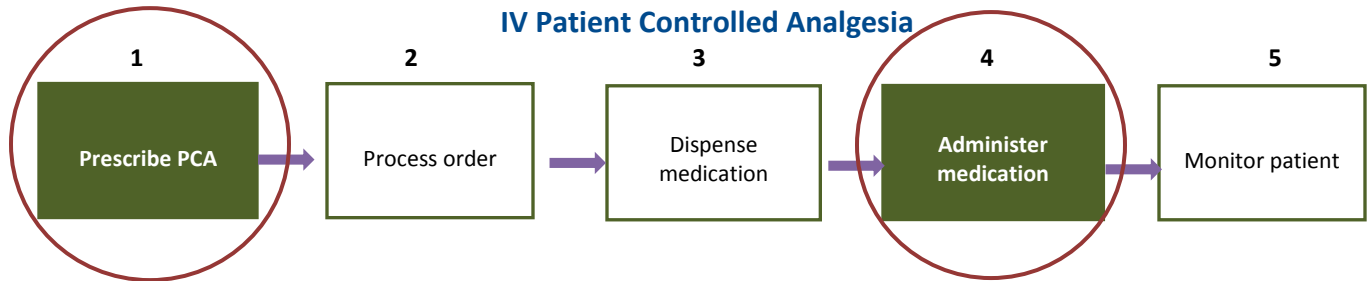 IV Patient Controlled Analgesia
1
2
3
4
5
Prescribe PCA
Process order
Dispense
medication
Administer
medication
Monitor patient